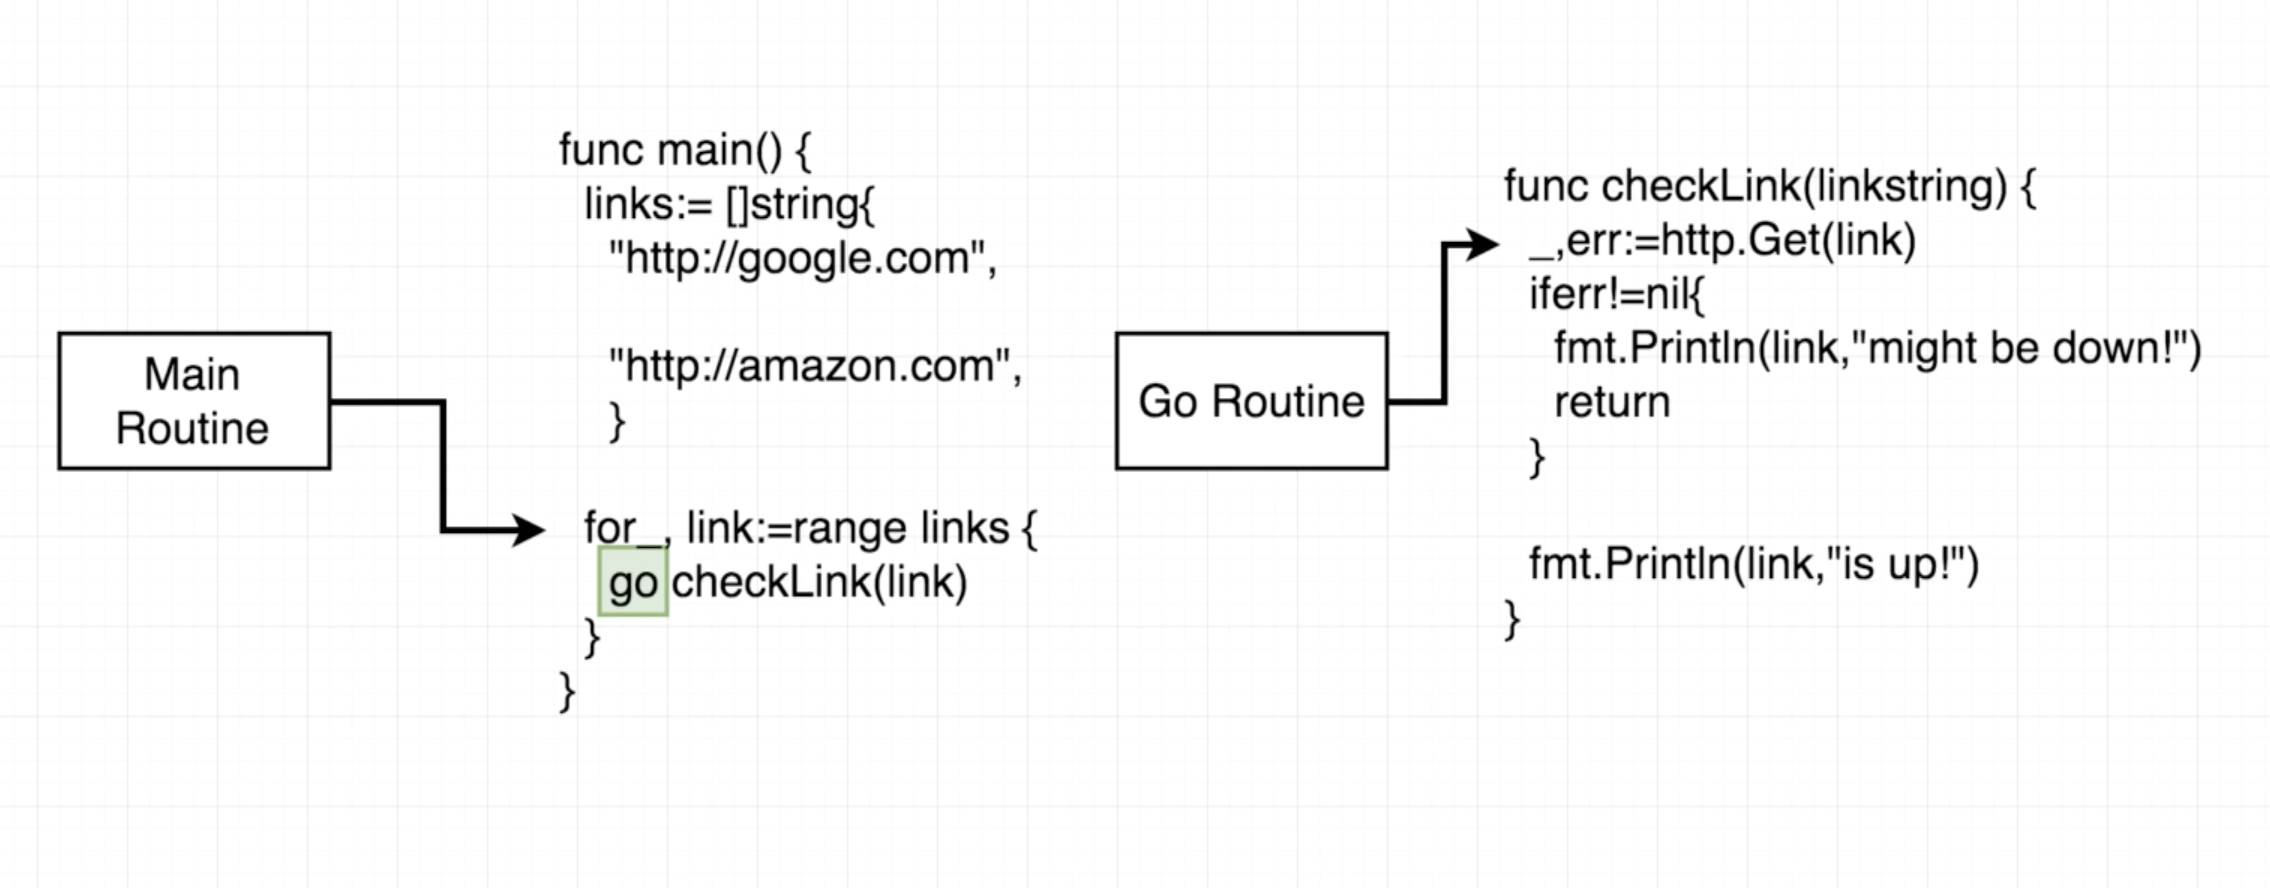 Main
Routine
func main() {
links:= []string{
"http://google.com",
"http://amazon.com",
}
for_, link:=range links {
go checkLink(link)
}
}
Go Routine
func checkLink(linkstring) {
_,err:=http.Get(link)
iferr!=nil{
fmt.Println(link,"might be down!")
return
}
fmt.Println(link,"is up!")
}